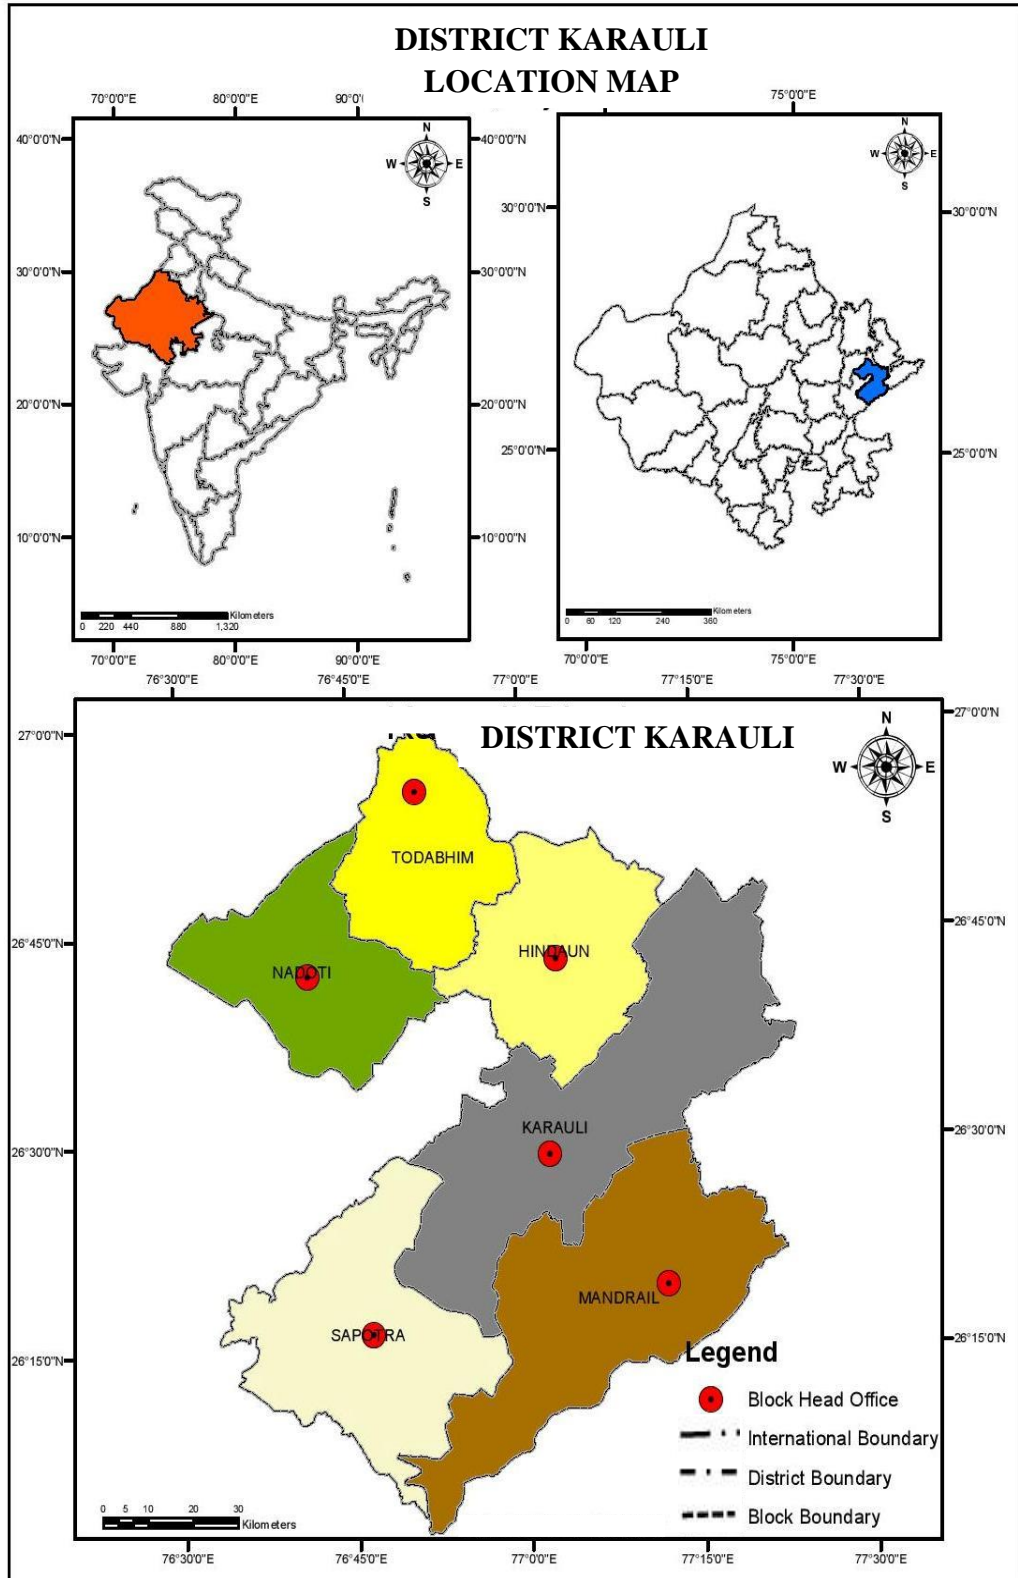 DISTRICT KARAULI
LOCATION MAP
70°0'0"E 80°0'0"E 90°0'
75°0'0"E
40°0'0"N
40°0'0"N
N
W E
S
N
W E
S
30°0'0"N
30°0'0"N
30°0'0"N
30°0'0"N
20°0'0"N
20°0'0"N
25°0'0"N
25°0'0"N
10°0'0"N
10°0'0"N
Kilometers
0 220 440 880 1,320
Kilometers
0 60 120 240 360
70°0'0"E 80°0'0"E 90°0'0"E
70°0'0"E 75°0'0"E
76°30'0"E 76°45'0"E 77°0'0"E 77°15'0"E 77°30'0"E
27°0'0"N
27°0'0"N
DISTRICT KARAULI
N
W E
S
TODABHIM
26°45'0"N
26°45'0"N
HINDAUN
NADOTI
KARAULI
26°30'0"N
26°30'0"N
MANDRAIL
SAPOTRA
26°15'0"N
26°15'0"N
Legend
Block Head Office
International Boundary
District Boundary
Block Boundary
0 5 10 20 30
Kilometers
76°30'0"E 76°45'0"E 77°0'0"E 77°15'0"E 77°30'0"E